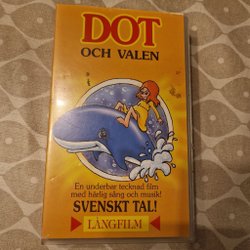 DOT
OCH VALEN
En underbar tecknad film
med härlig sång och musik!
SVENSKT TAL!
LÅNGFILM